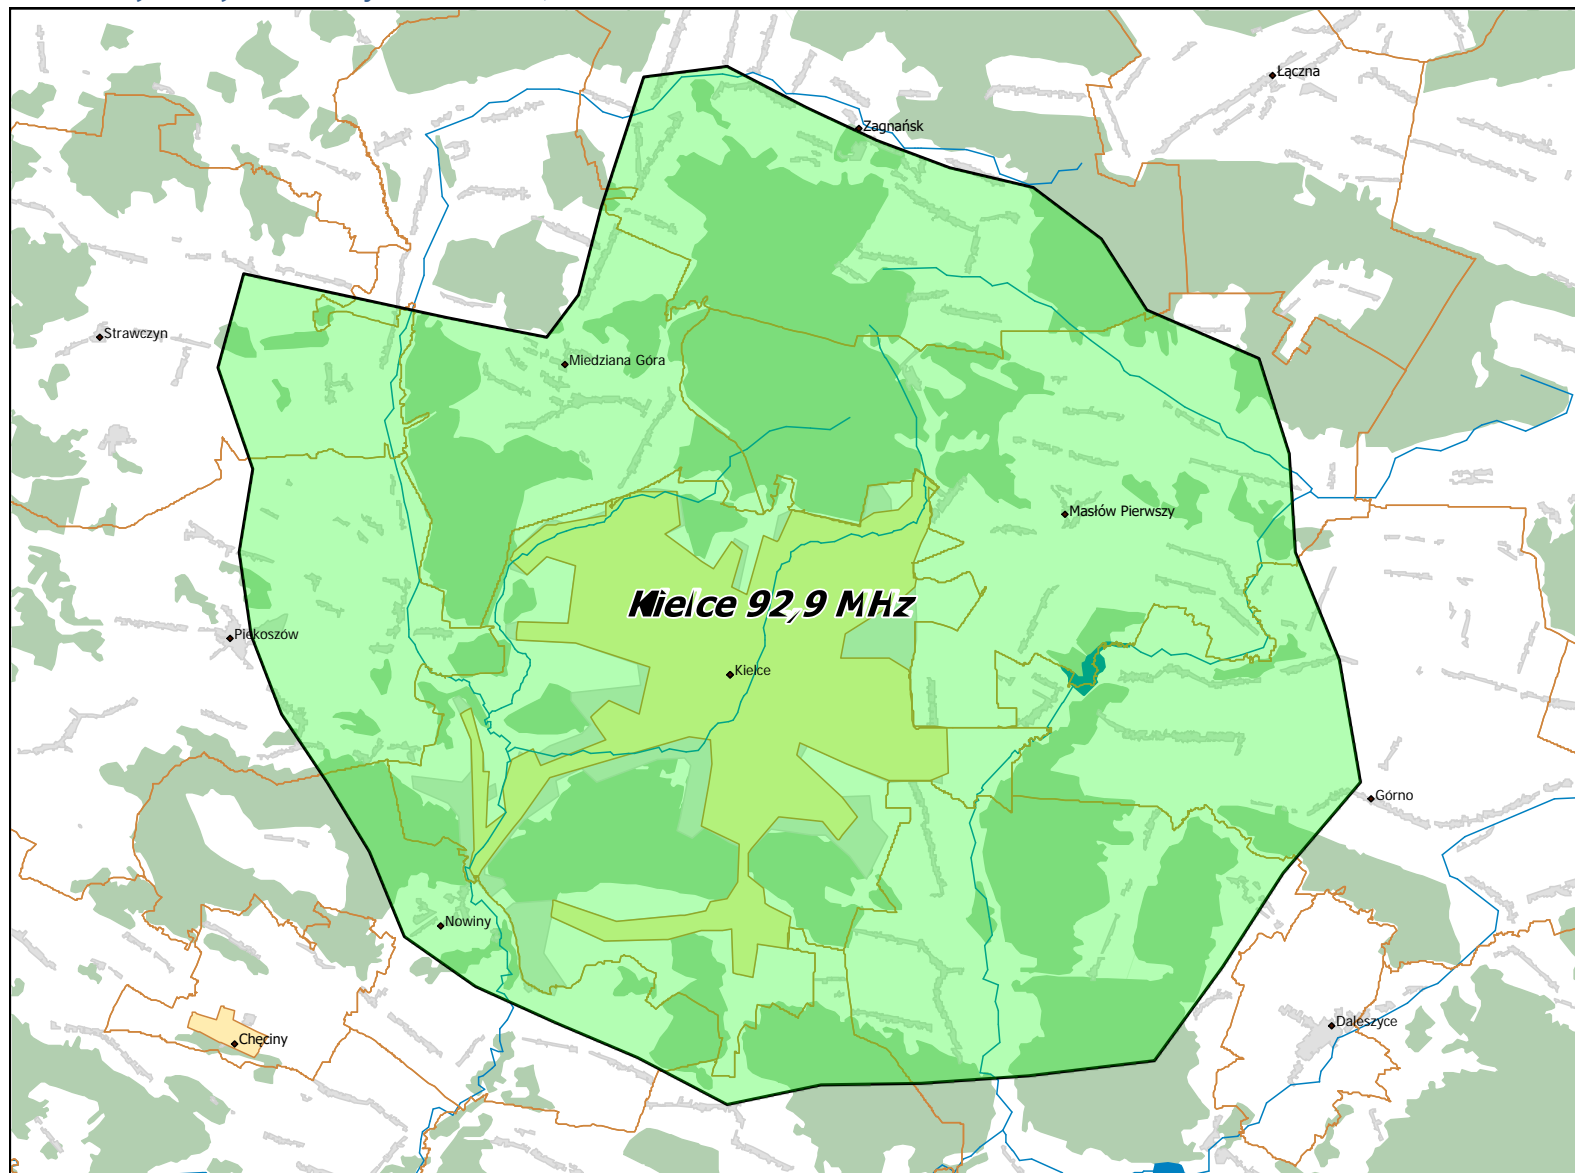 Łączna
Zagnańsk
Strawczyn
Miedziana Góra
Masłów Pierwszy
Kielce 92,9 MHz
Piekoszów
Kielce
Górno
Nowiny
Daleszyce
Chęciny